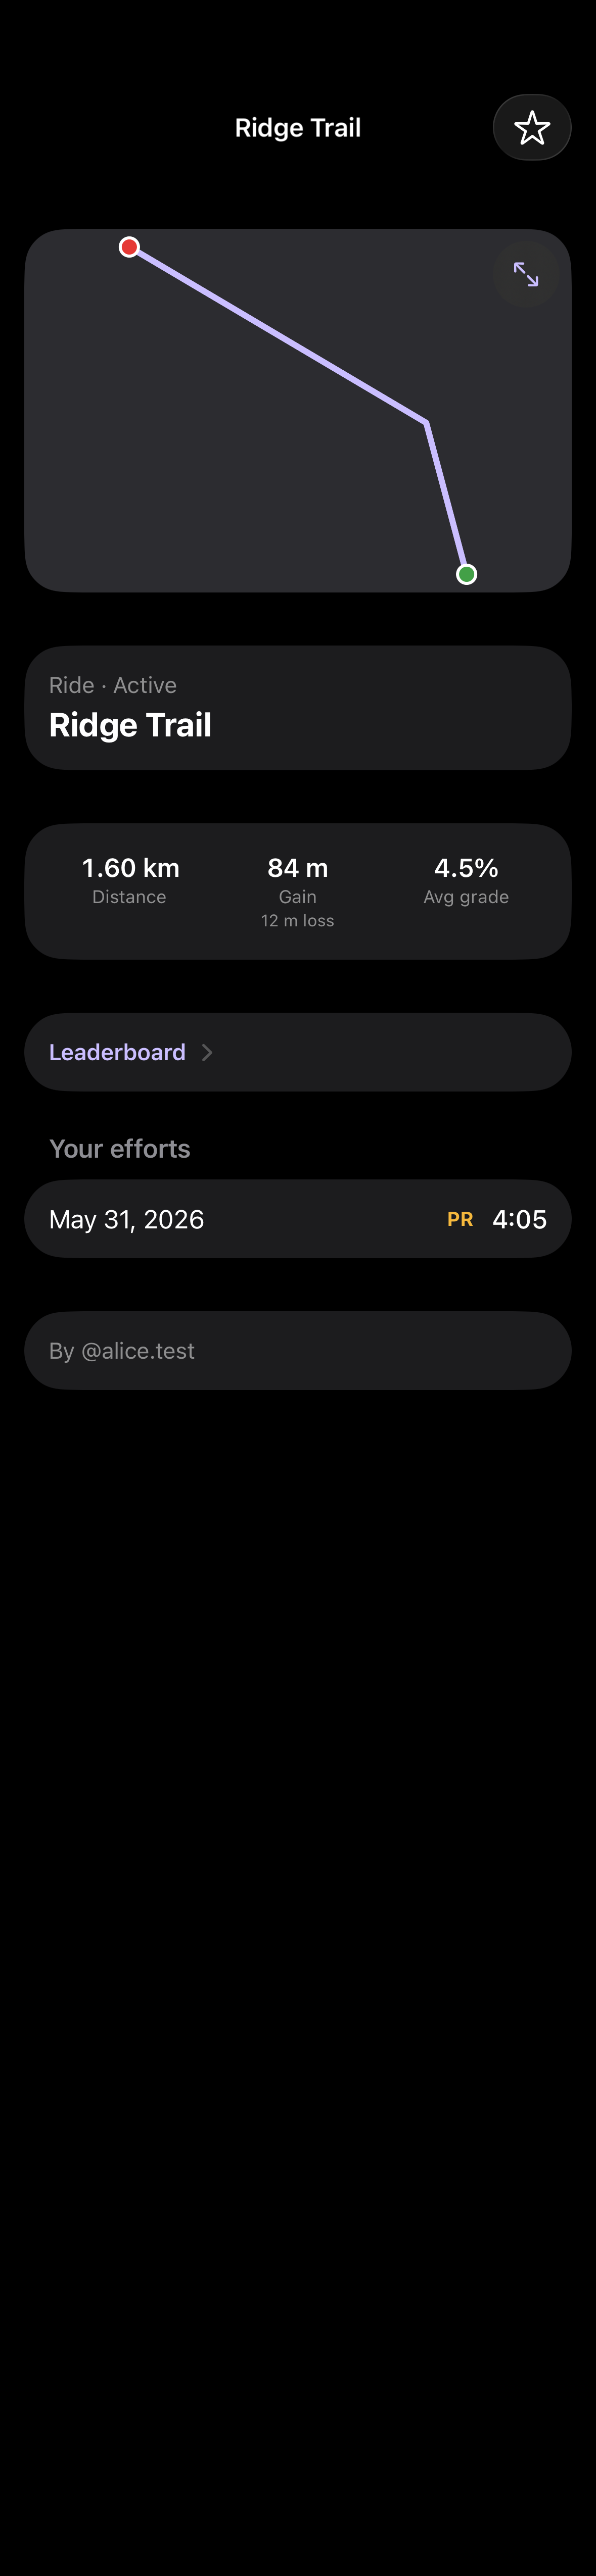 Ridge Trail
Ride · Active
Ridge Trail
1.60 km 84 m 4.5%
Distance Gain Avg grade
12 m loss
Leaderboard
Your efforts
May 31, 2026 PR 4:05
By @alice.test